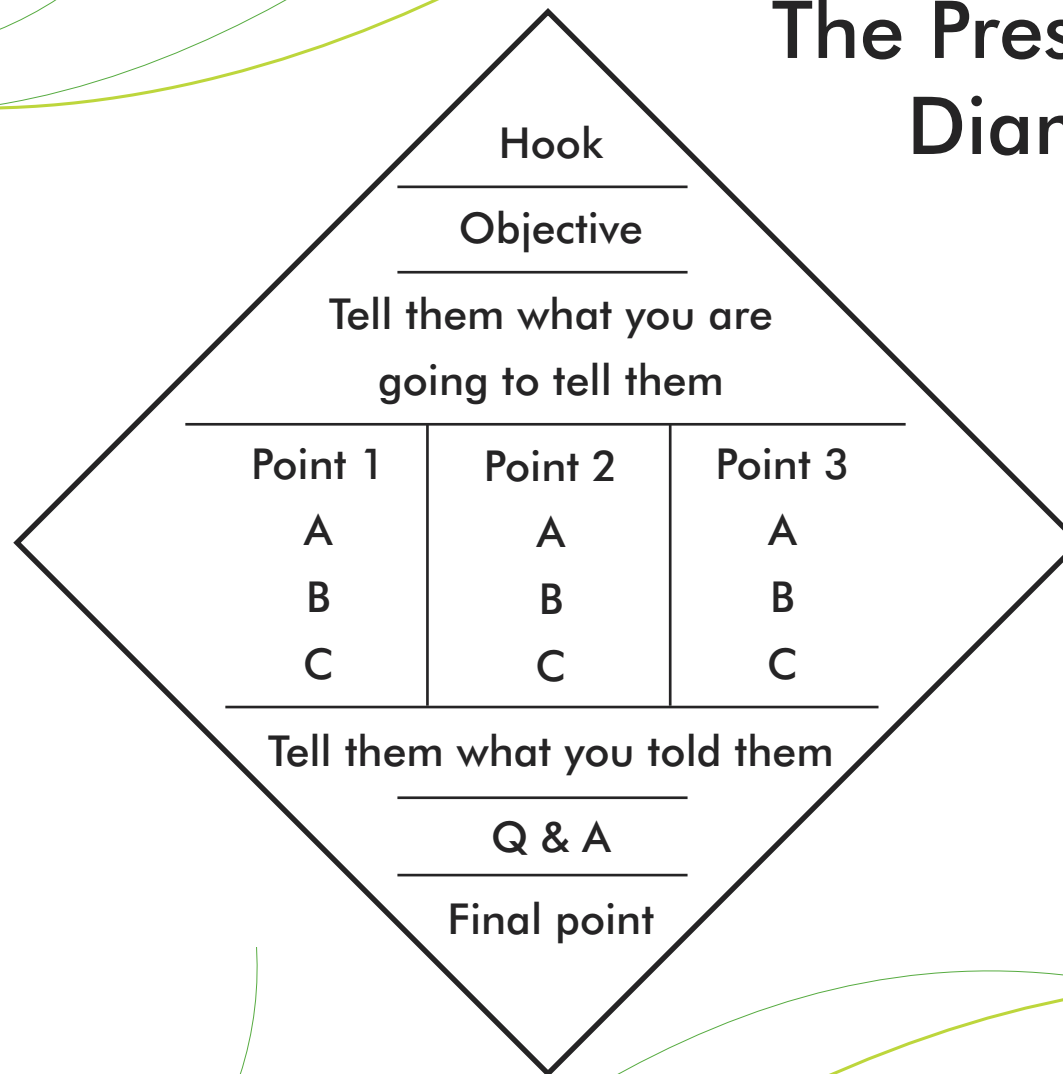 The Pres
Diam
Hook
Objective
Tell them what you are
going to tell them
Point 1 Point 2 Point 3
A A A
B B B
C C C
Tell them what you told them
Q & A
Final point